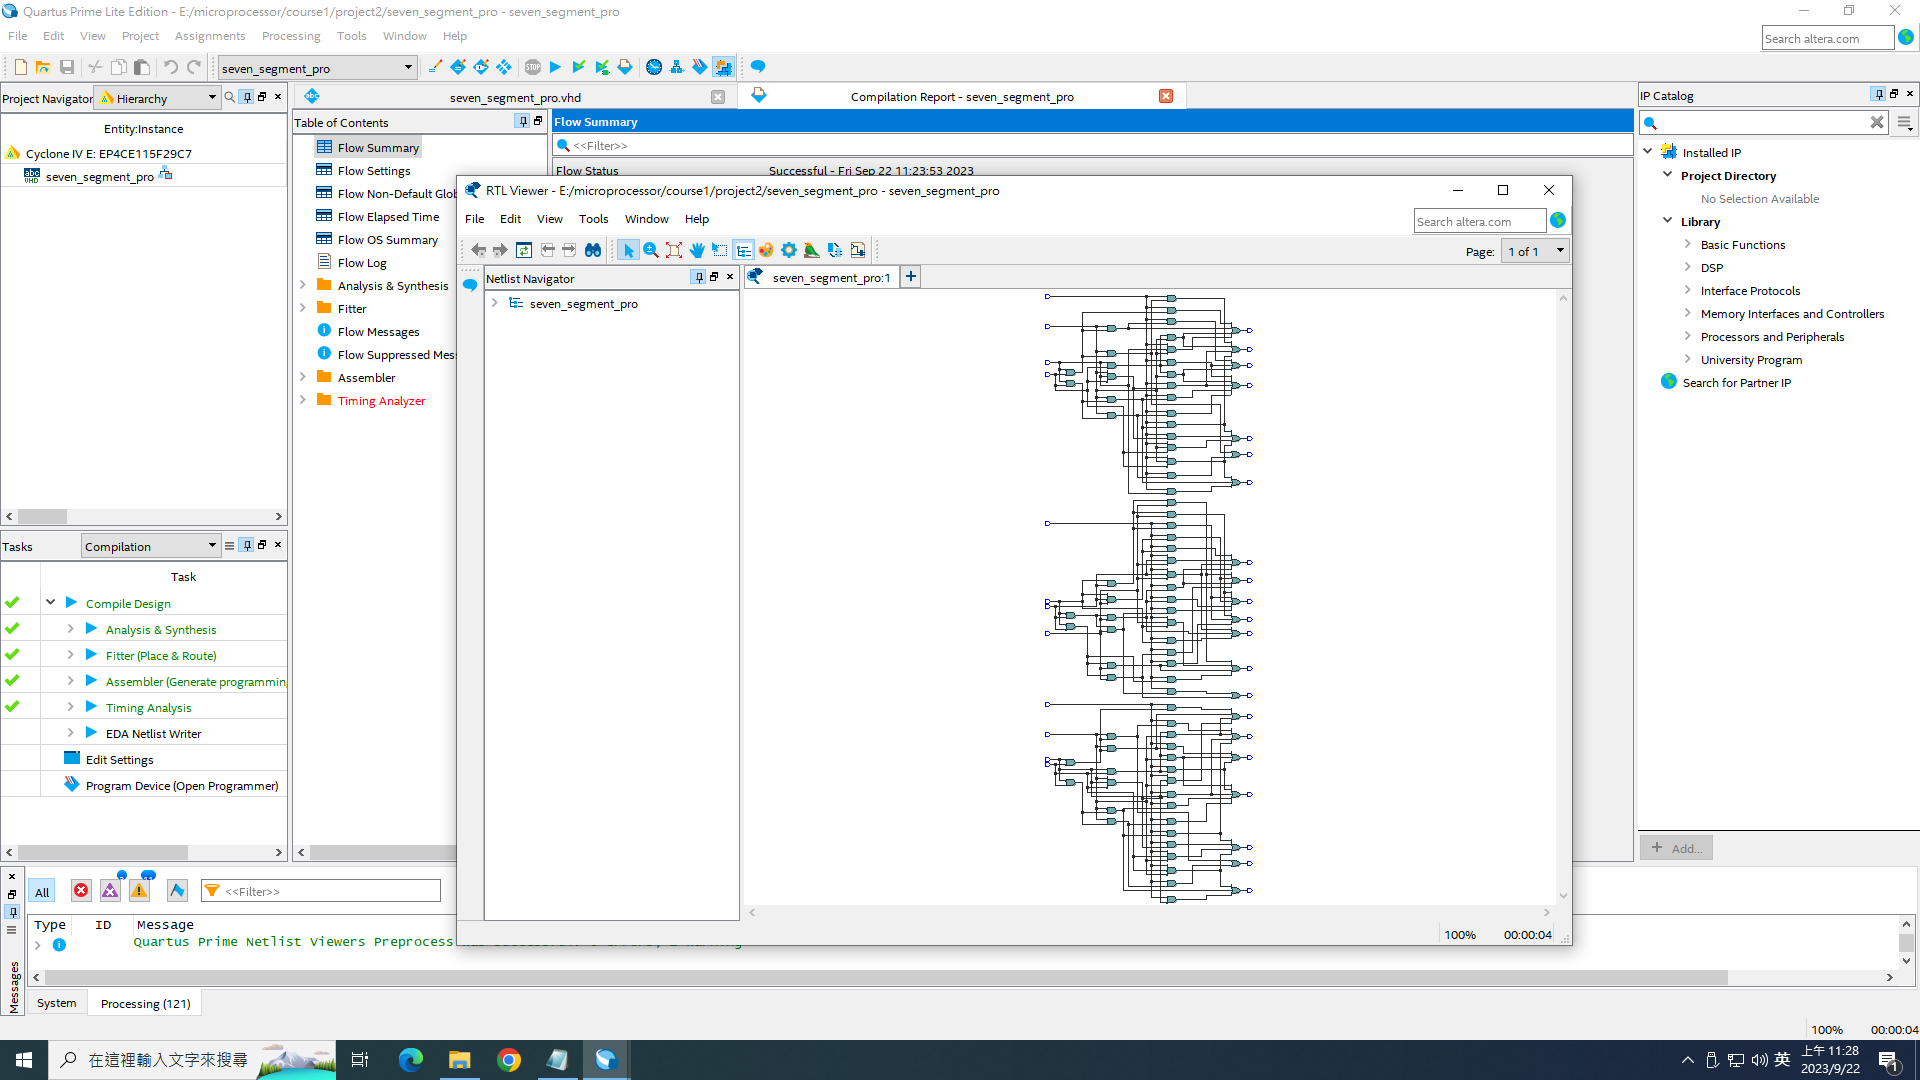 Quartus Prime Lite Edition - E:/microprocessor/course1/project2/seven_segment_pro - seven_segment_pro
File Edit View Project Assignments Processing Tools Window Help
Search altera.com
seven_segment_pro
Project Navigator Hierarchy
Entity:Instance
Cyclone IV E: EP4CE115F29C7
abc VHD seven_segment_pro
abc seven_segment_pro.vhd
Compilation Report - seven_segment_pro
Table of Contents
Flow Summary
Flow Settings
Flow Non-Default Glob
Flow Elapsed Time
Flow OS Summary
Flow Log
Analysis & Synthesis
Fitter
Flow Messages
Flow Suppressed Mess
Assembler
Timing Analyzer
Flow Summary
<<Filter>>
Flow Status Successful - Fri Sep 22 11:23:53 2023
RTL Viewer - E:/microprocessor/course1/project2/seven_segment_pro - seven_segment_pro
File Edit View Tools Window Help
Search altera.com
Page: 1 of 1
Netlist Navigator
seven_segment_pro
seven_segment_pro:1
100% 00:00:04
IP Catalog
Installed IP
Project Directory
No Selection Available
Library
Basic Functions
DSP
Interface Protocols
Memory Interfaces and Controllers
Processors and Peripherals
University Program
Search for Partner IP
Add...
Tasks Compilation
Task
Compile Design
Analysis & Synthesis
Fitter (Place & Route)
Assembler (Generate programmin
Timing Analysis
EDA Netlist Writer
Edit Settings
Program Device (Open Programmer)
Messages
All <<Filter>>
Type ID Message
Quartus Prime Netlist Viewers Preprocess
System Processing (121)
100% 00:00:04
在這裡輸入文字來搜尋
英
上午 11:28
2023/9/22
1